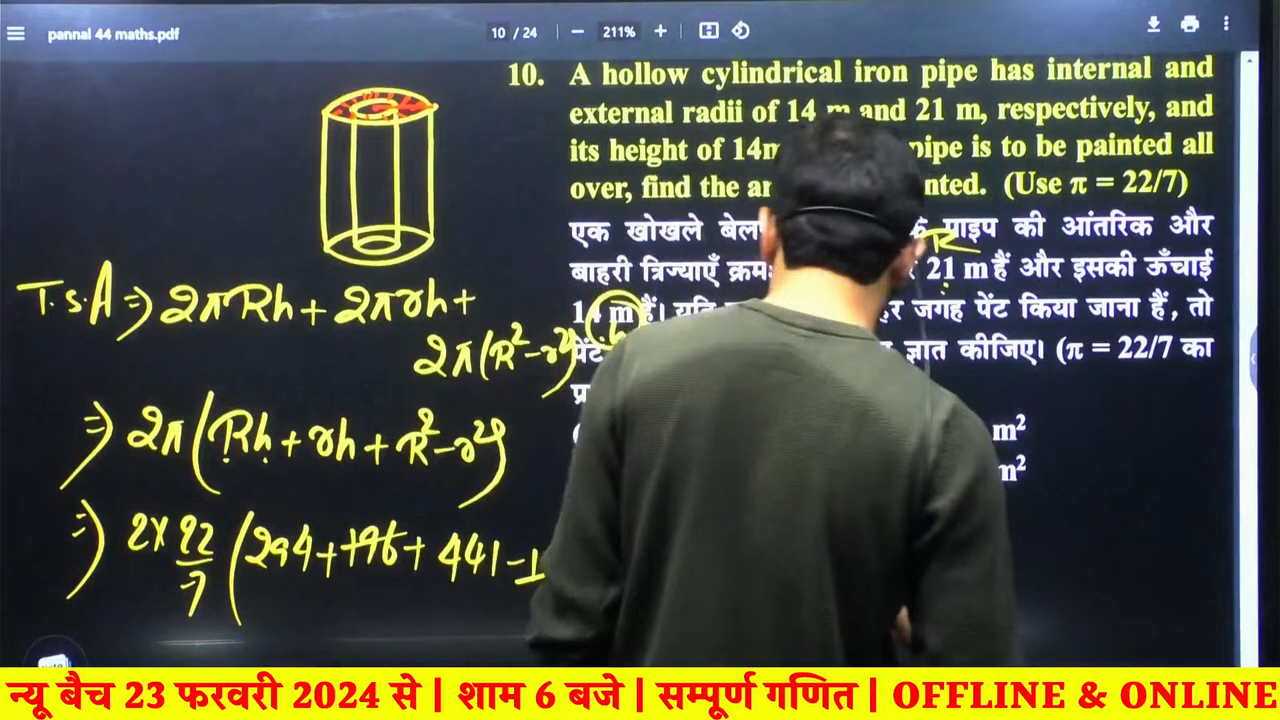 pannal 44 maths.pdf
10 / 24
211%
10. A hollow cylindrical iron pipe has internal and
external radii of 14 m and 21 m, respectively, and
its height of 14m pipe is to be painted all
over, find the nted. (Use π = 22/7)
एक खोखले पाइप की आंतरिक और
बाहरी त्रिज्याएँ 21 m हैं और इसकी ऊँचाई
14 m हैं। जगह पेंट किया जाना हैं, तो
ज्ञात कीजिए। (π = 22/7 का
m²
m²
R
h
T.S.A ⇒ 2πRh + 2πrh +
2π(R²-r²)
⇒ 2π(Rh + rh + R²-r²)
⇒ 2× 22/7 (294+196+ 441-1
न्यू बैच 23 फरवरी 2024 से | शाम 6 बजे | सम्पूर्ण गणित | OFFLINE & ONLINE